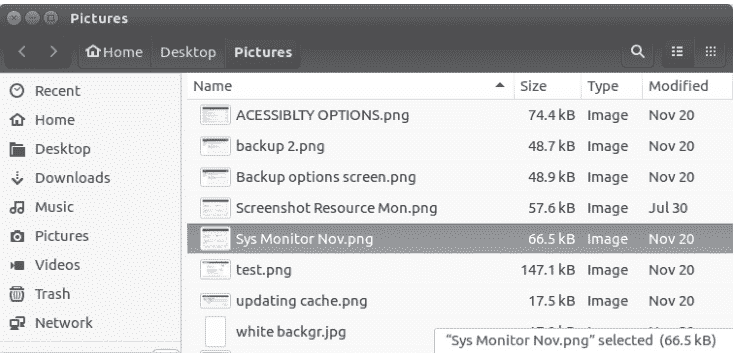 Pictures
Home Desktop Pictures
Name Size Type Modified
Recent
Home
Desktop
Downloads
Music
Pictures
Videos
Trash
Network
ACESSIBLTY OPTIONS.png 74.4 kB Image Nov 20
backup 2.png 48.7 kB Image Nov 20
Backup options screen.png 48.9 kB Image Nov 20
Screenshot Resource Mon.png 57.6 kB Image Jul 30
Sys Monitor Nov.png 66.5 kB Image Nov 20
test.png 147.1 kB Image Nov 20
updating cache.png 17.5 kB Image Nov 20
white backgr.jpg
“Sys Monitor Nov.png” selected (66.5 kB)